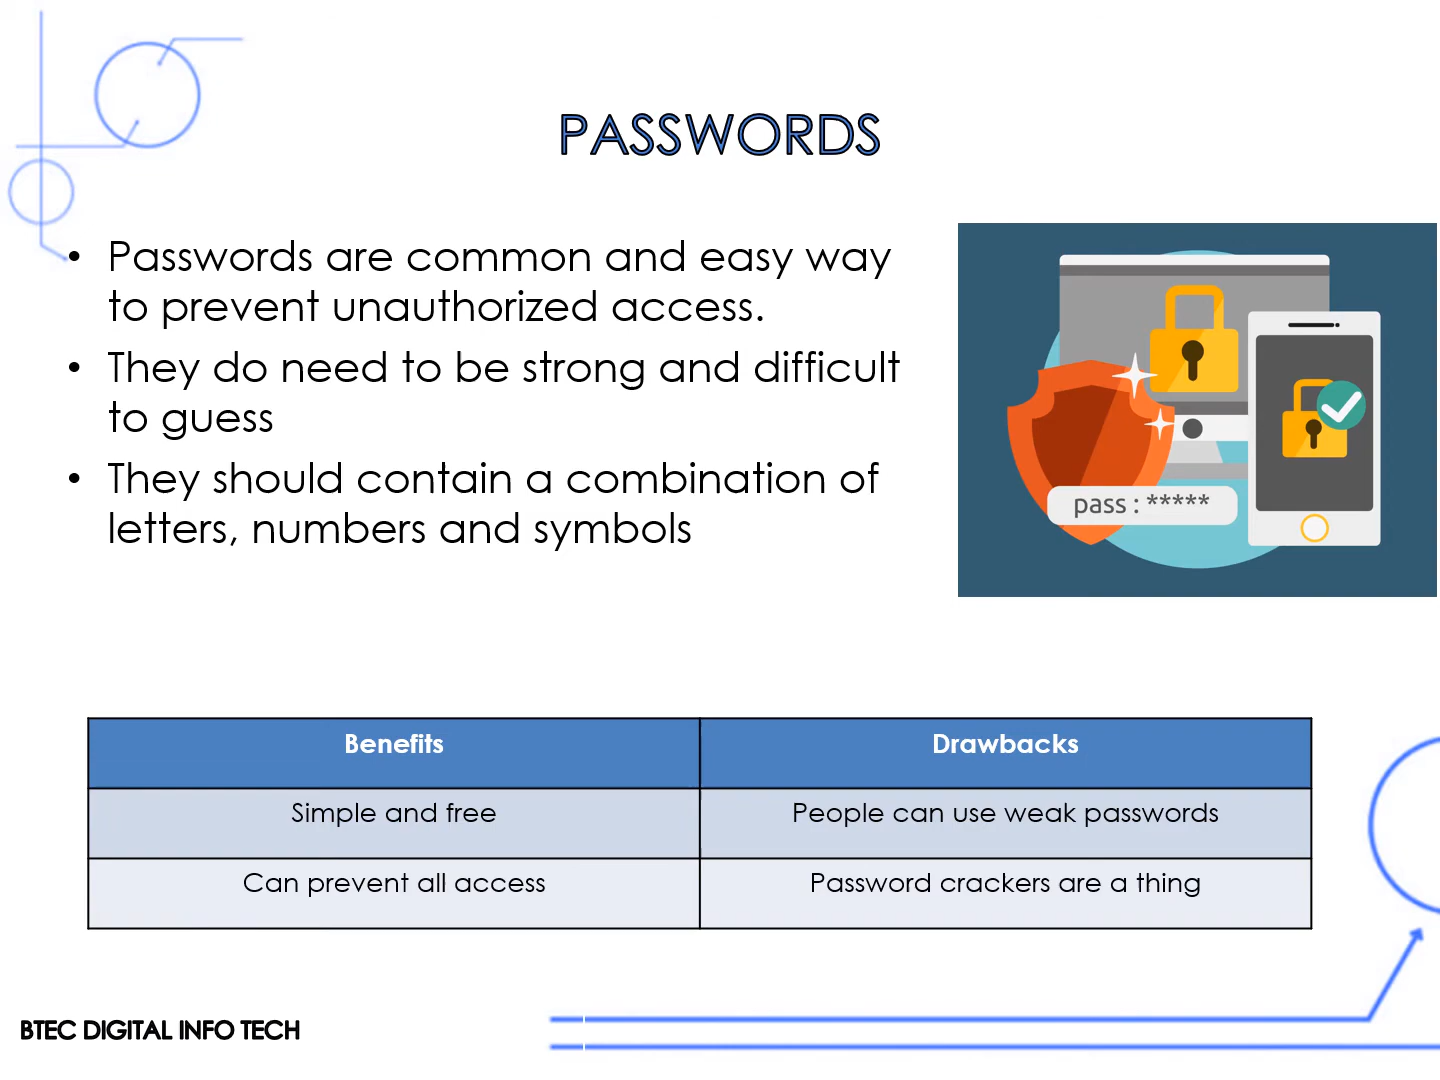 PASSWORDS
• Passwords are common and easy way
to prevent unauthorized access.
• They do need to be strong and difficult
to guess
• They should contain a combination of
letters, numbers and symbols
pass : *****
Benefits Drawbacks
Simple and free People can use weak passwords
Can prevent all access Password crackers are a thing
BTEC DIGITAL INFO TECH